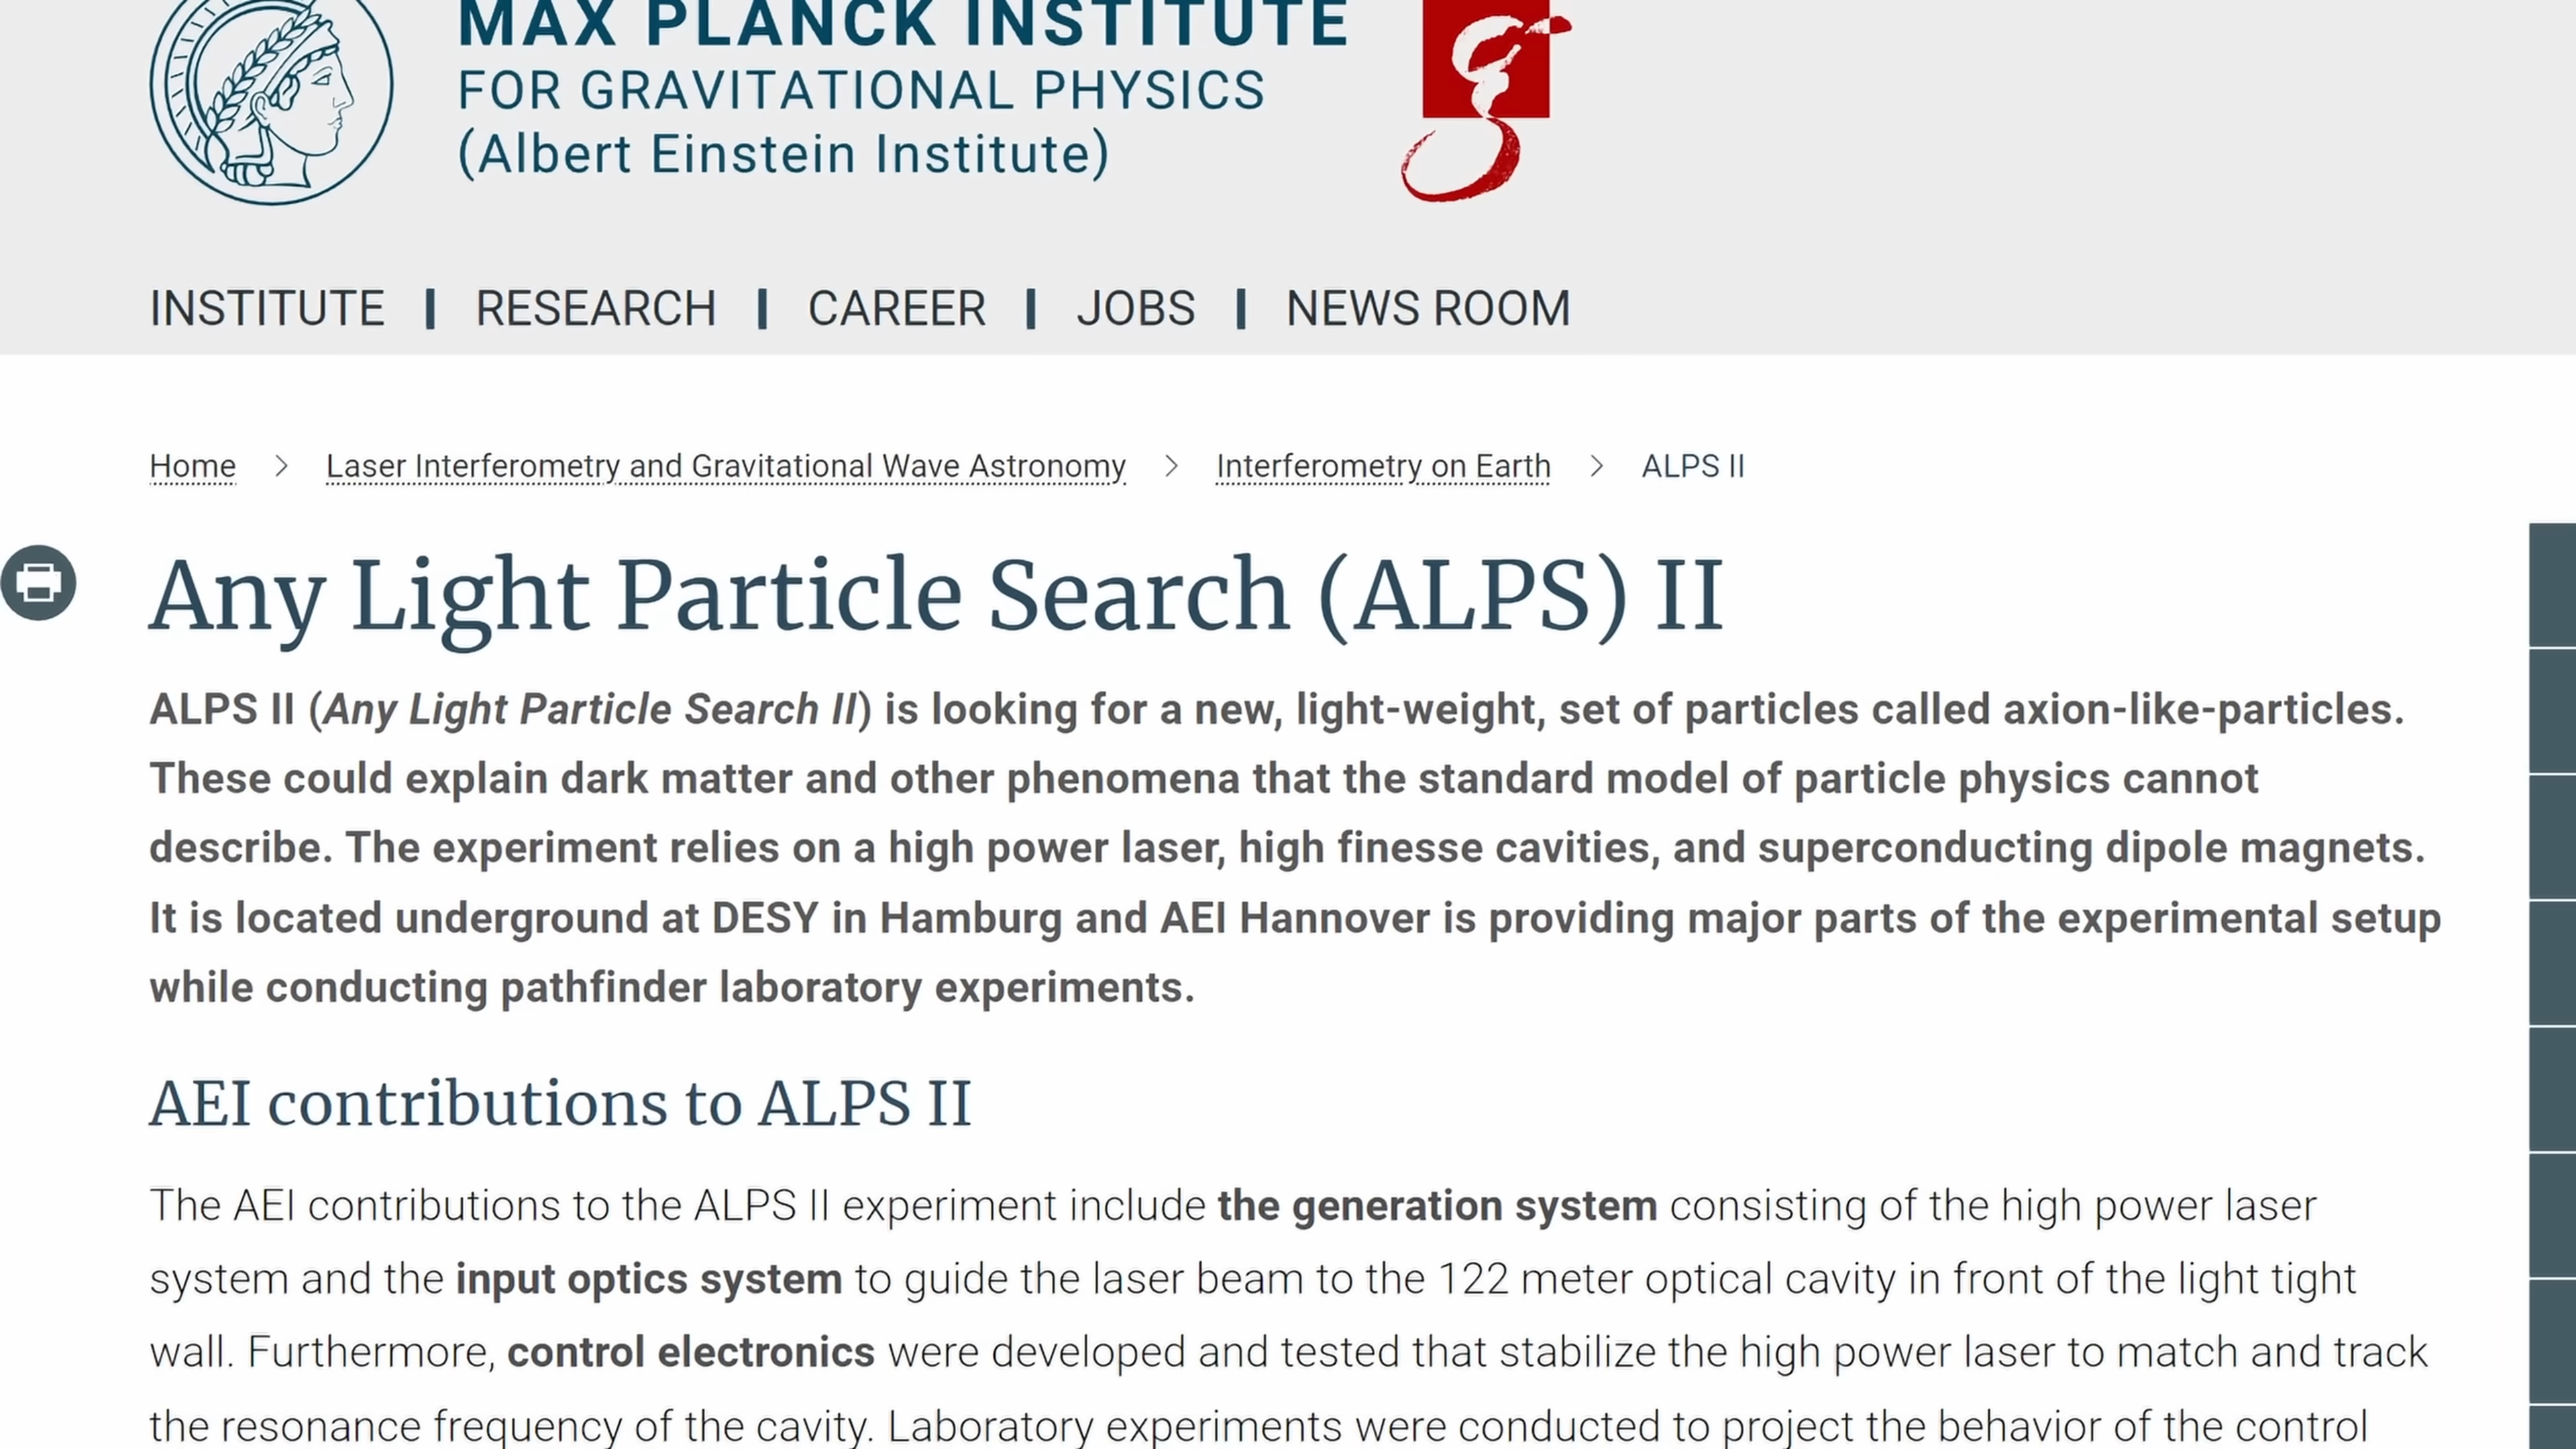 MAX PLANCK INSTITUTE
FOR GRAVITATIONAL PHYSICS
(Albert Einstein Institute)
INSTITUTE | RESEARCH | CAREER | JOBS | NEWS ROOM
Home > Laser Interferometry and Gravitational Wave Astronomy > Interferometry on Earth > ALPS II
Any Light Particle Search (ALPS) II
ALPS II (Any Light Particle Search II) is looking for a new, light-weight, set of particles called axion-like-particles.
These could explain dark matter and other phenomena that the standard model of particle physics cannot
describe. The experiment relies on a high power laser, high finesse cavities, and superconducting dipole magnets.
It is located underground at DESY in Hamburg and AEI Hannover is providing major parts of the experimental setup
while conducting pathfinder laboratory experiments.
AEI contributions to ALPS II
The AEI contributions to the ALPS II experiment include the generation system consisting of the high power laser
system and the input optics system to guide the laser beam to the 122 meter optical cavity in front of the light tight
wall. Furthermore, control electronics were developed and tested that stabilize the high power laser to match and track
the resonance frequency of the cavity. Laboratory experiments were conducted to project the behavior of the control